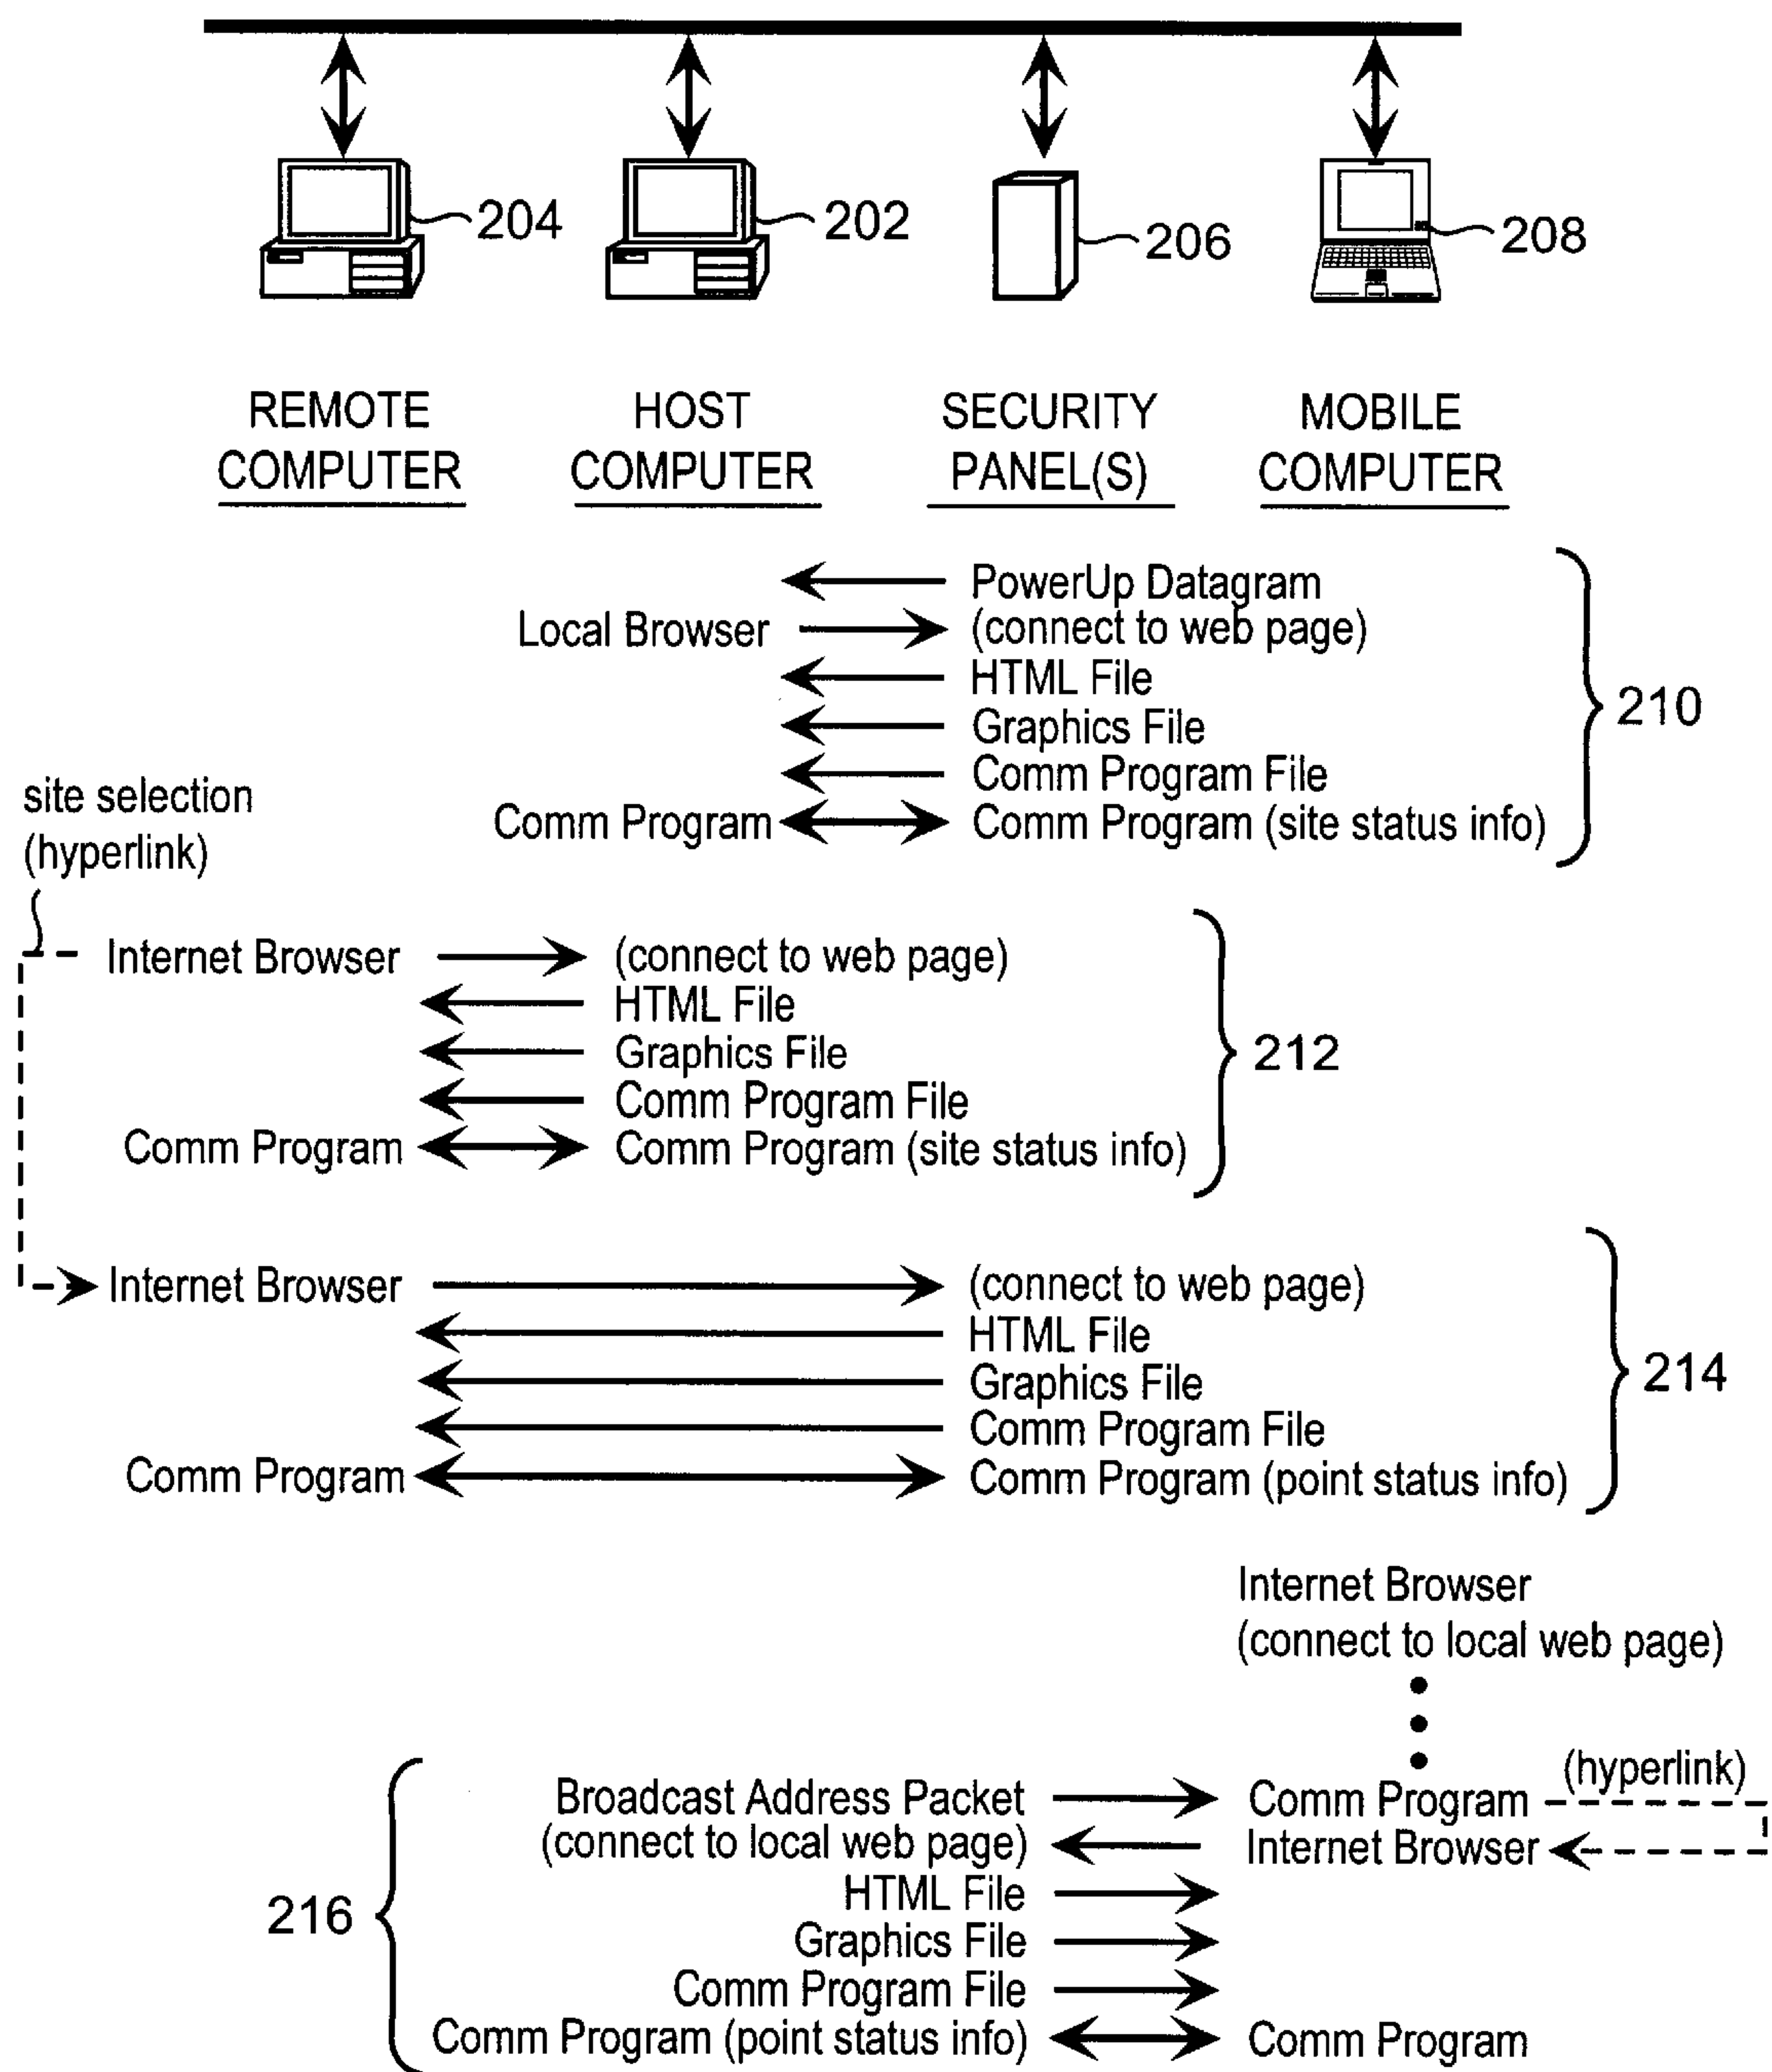 204
202
206
208
REMOTE
COMPUTER
HOST
COMPUTER
SECURITY
PANEL(S)
MOBILE
COMPUTER
PowerUp Datagram
Local Browser
(connect to web page)
HTML File
Graphics File
Comm Program File
Comm Program
Comm Program (site status info)
210
site selection
(hyperlink)
Internet Browser
(connect to web page)
HTML File
Graphics File
Comm Program File
Comm Program
Comm Program (site status info)
212
Internet Browser
(connect to web page)
HTML File
Graphics File
Comm Program File
Comm Program
Comm Program (point status info)
214
Internet Browser
(connect to local web page)
Broadcast Address Packet
Comm Program
(hyperlink)
(connect to local web page)
Internet Browser
HTML File
Graphics File
Comm Program File
Comm Program (point status info)
Comm Program
216